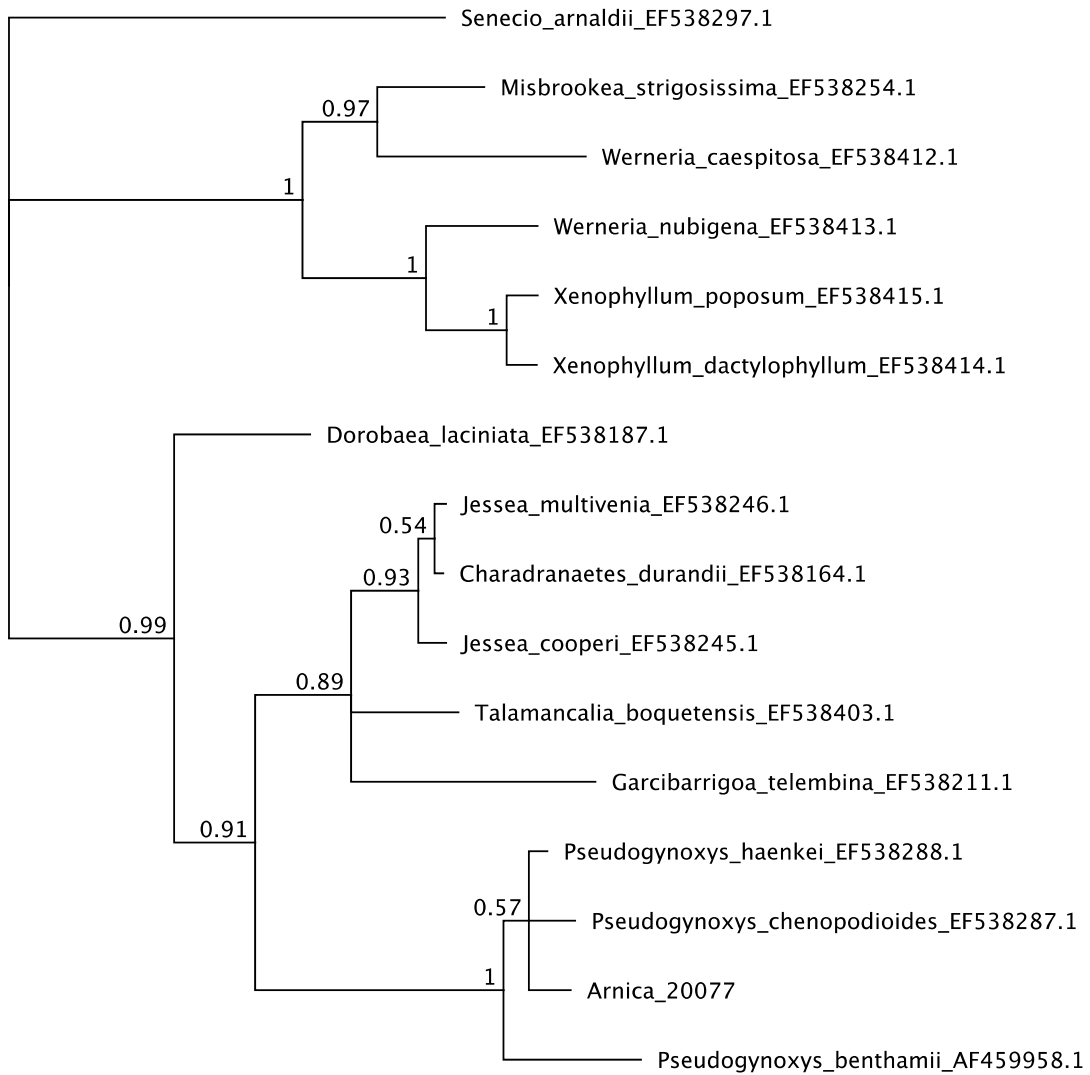 Senecio_arnaldii_EF538297.1
Misbrookea_strigosissima_EF538254.1
0.97
Werneria_caespitosa_EF538412.1
1
Werneria_nubigena_EF538413.1
1
Xenophyllum_poposum_EF538415.1
1
Xenophyllum_dactylophyllum_EF538414.1
Dorobaea_laciniata_EF538187.1
Jessea_multivenia_EF538246.1
0.54
Charadranaetes_durandii_EF538164.1
0.93
0.99
Jessea_cooperi_EF538245.1
0.89
Talamancalia_boquetensis_EF538403.1
Garcibarrigoa_telembina_EF538211.1
0.91
Pseudogynoxys_haenkei_EF538288.1
0.57
Pseudogynoxys_chenopodioides_EF538287.1
1
Arnica_20077
Pseudogynoxys_benthamii_AF459958.1